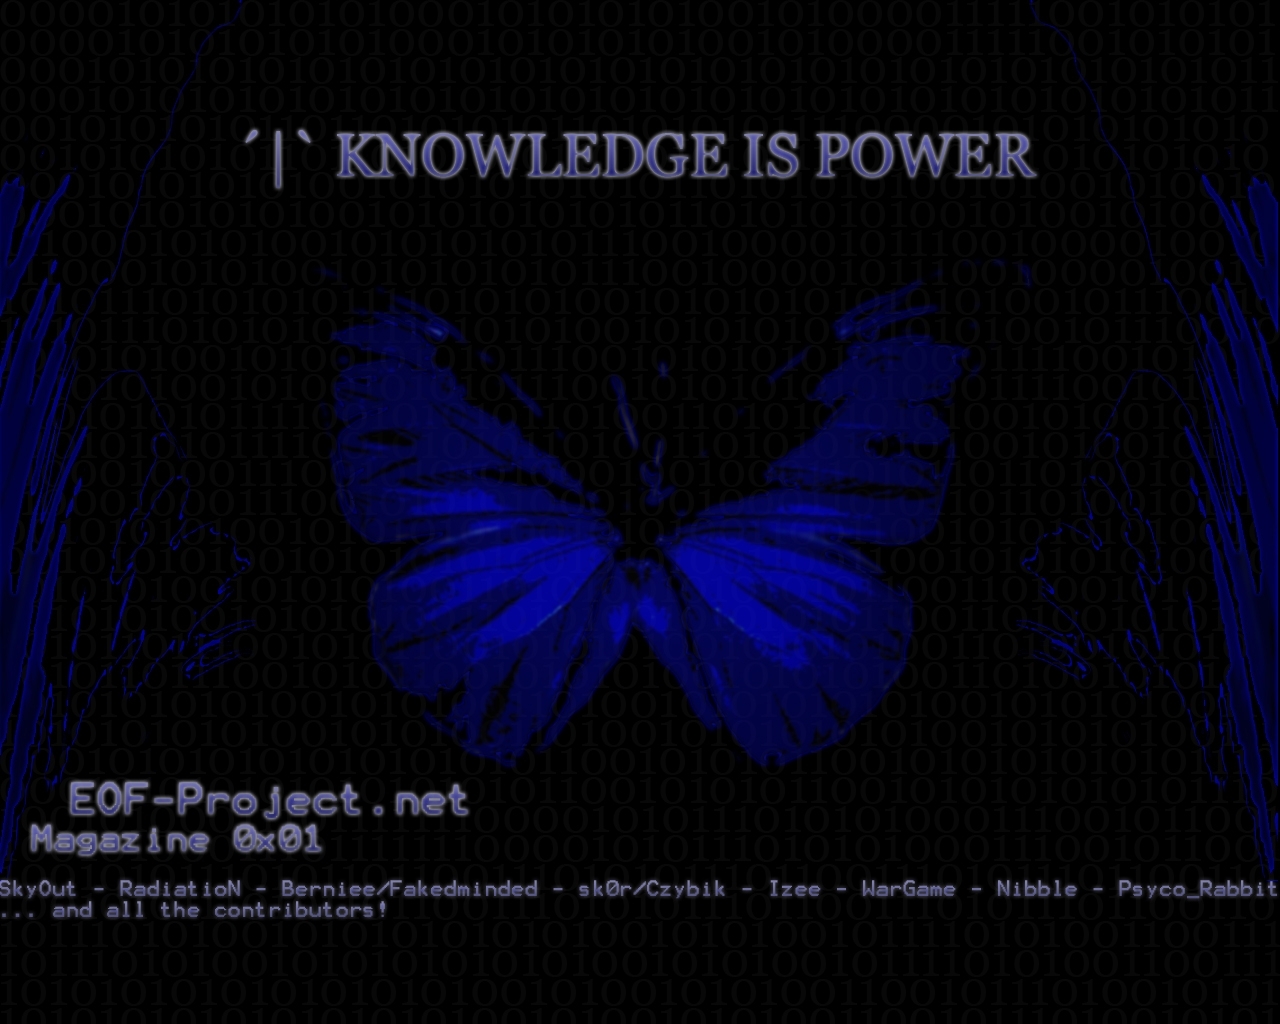 ´|` KNOWLEDGE IS POWER
EOF-Project.net
Magazine 0x01
SkyOut - RadiatioN - Berniee/Fakedminded - sk0r/Czybik - Izee - WarGame - Nibble - Psyco_Rabbit
... and all the contributors!